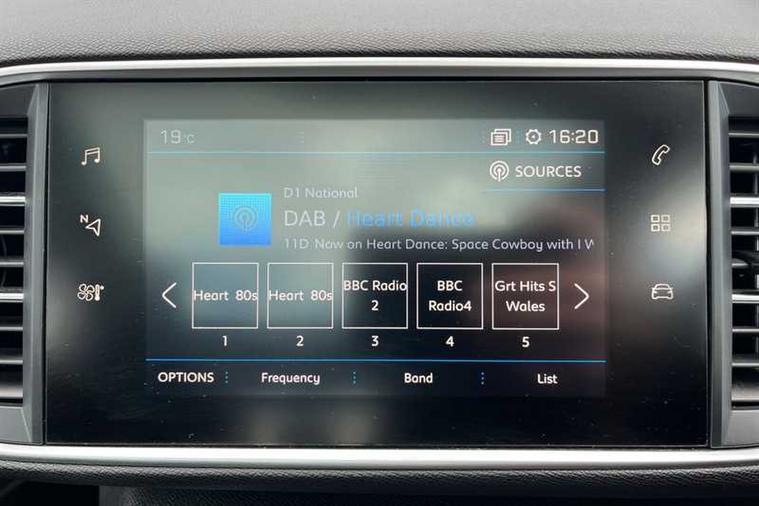 19°C
16:20
SOURCES
D1 National
DAB / Heart Dance
11D Now on Heart Dance: Space Cowboy with I W
N
Heart 80s
Heart 80s
BBC Radio
2
BBC
Radio4
Grt Hits S
Wales
1 2 3 4 5
OPTIONS Frequency Band List